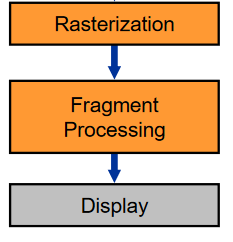 Rasterization
Fragment
Processing
Display